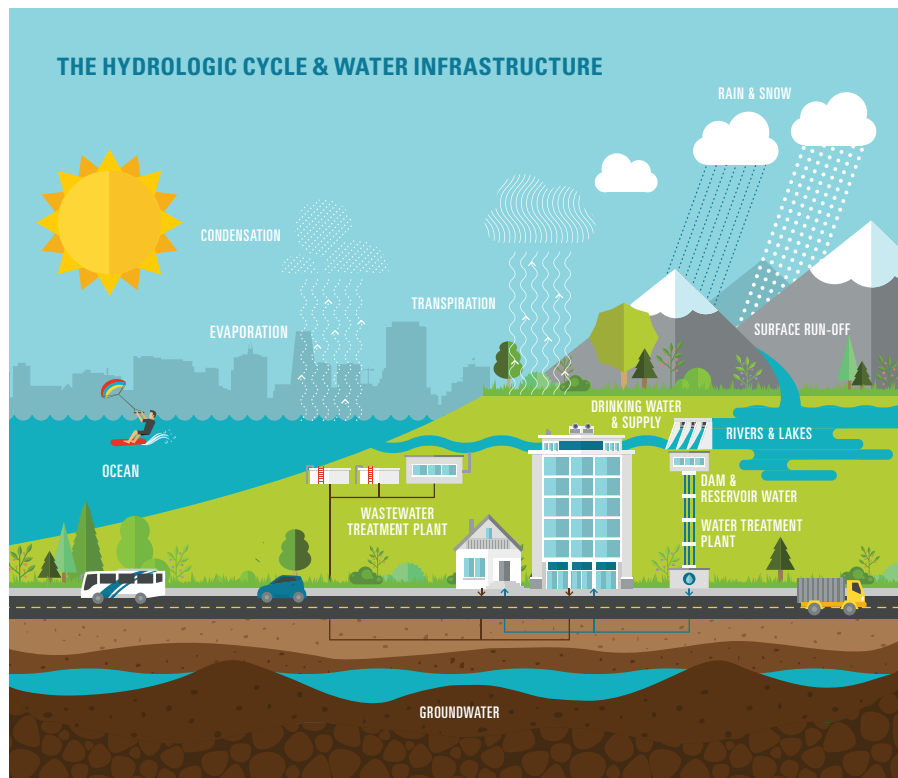 THE HYDROLOGIC CYCLE & WATER INFRASTRUCTURE
RAIN & SNOW
CONDENSATION
TRANSPIRATION
EVAPORATION
SURFACE RUN-OFF
DRINKING WATER
& SUPPLY
RIVERS & LAKES
OCEAN
DAM &
RESERVOIR WATER
WASTEWATER
TREATMENT PLANT
WATER TREATMENT
PLANT
GROUNDWATER